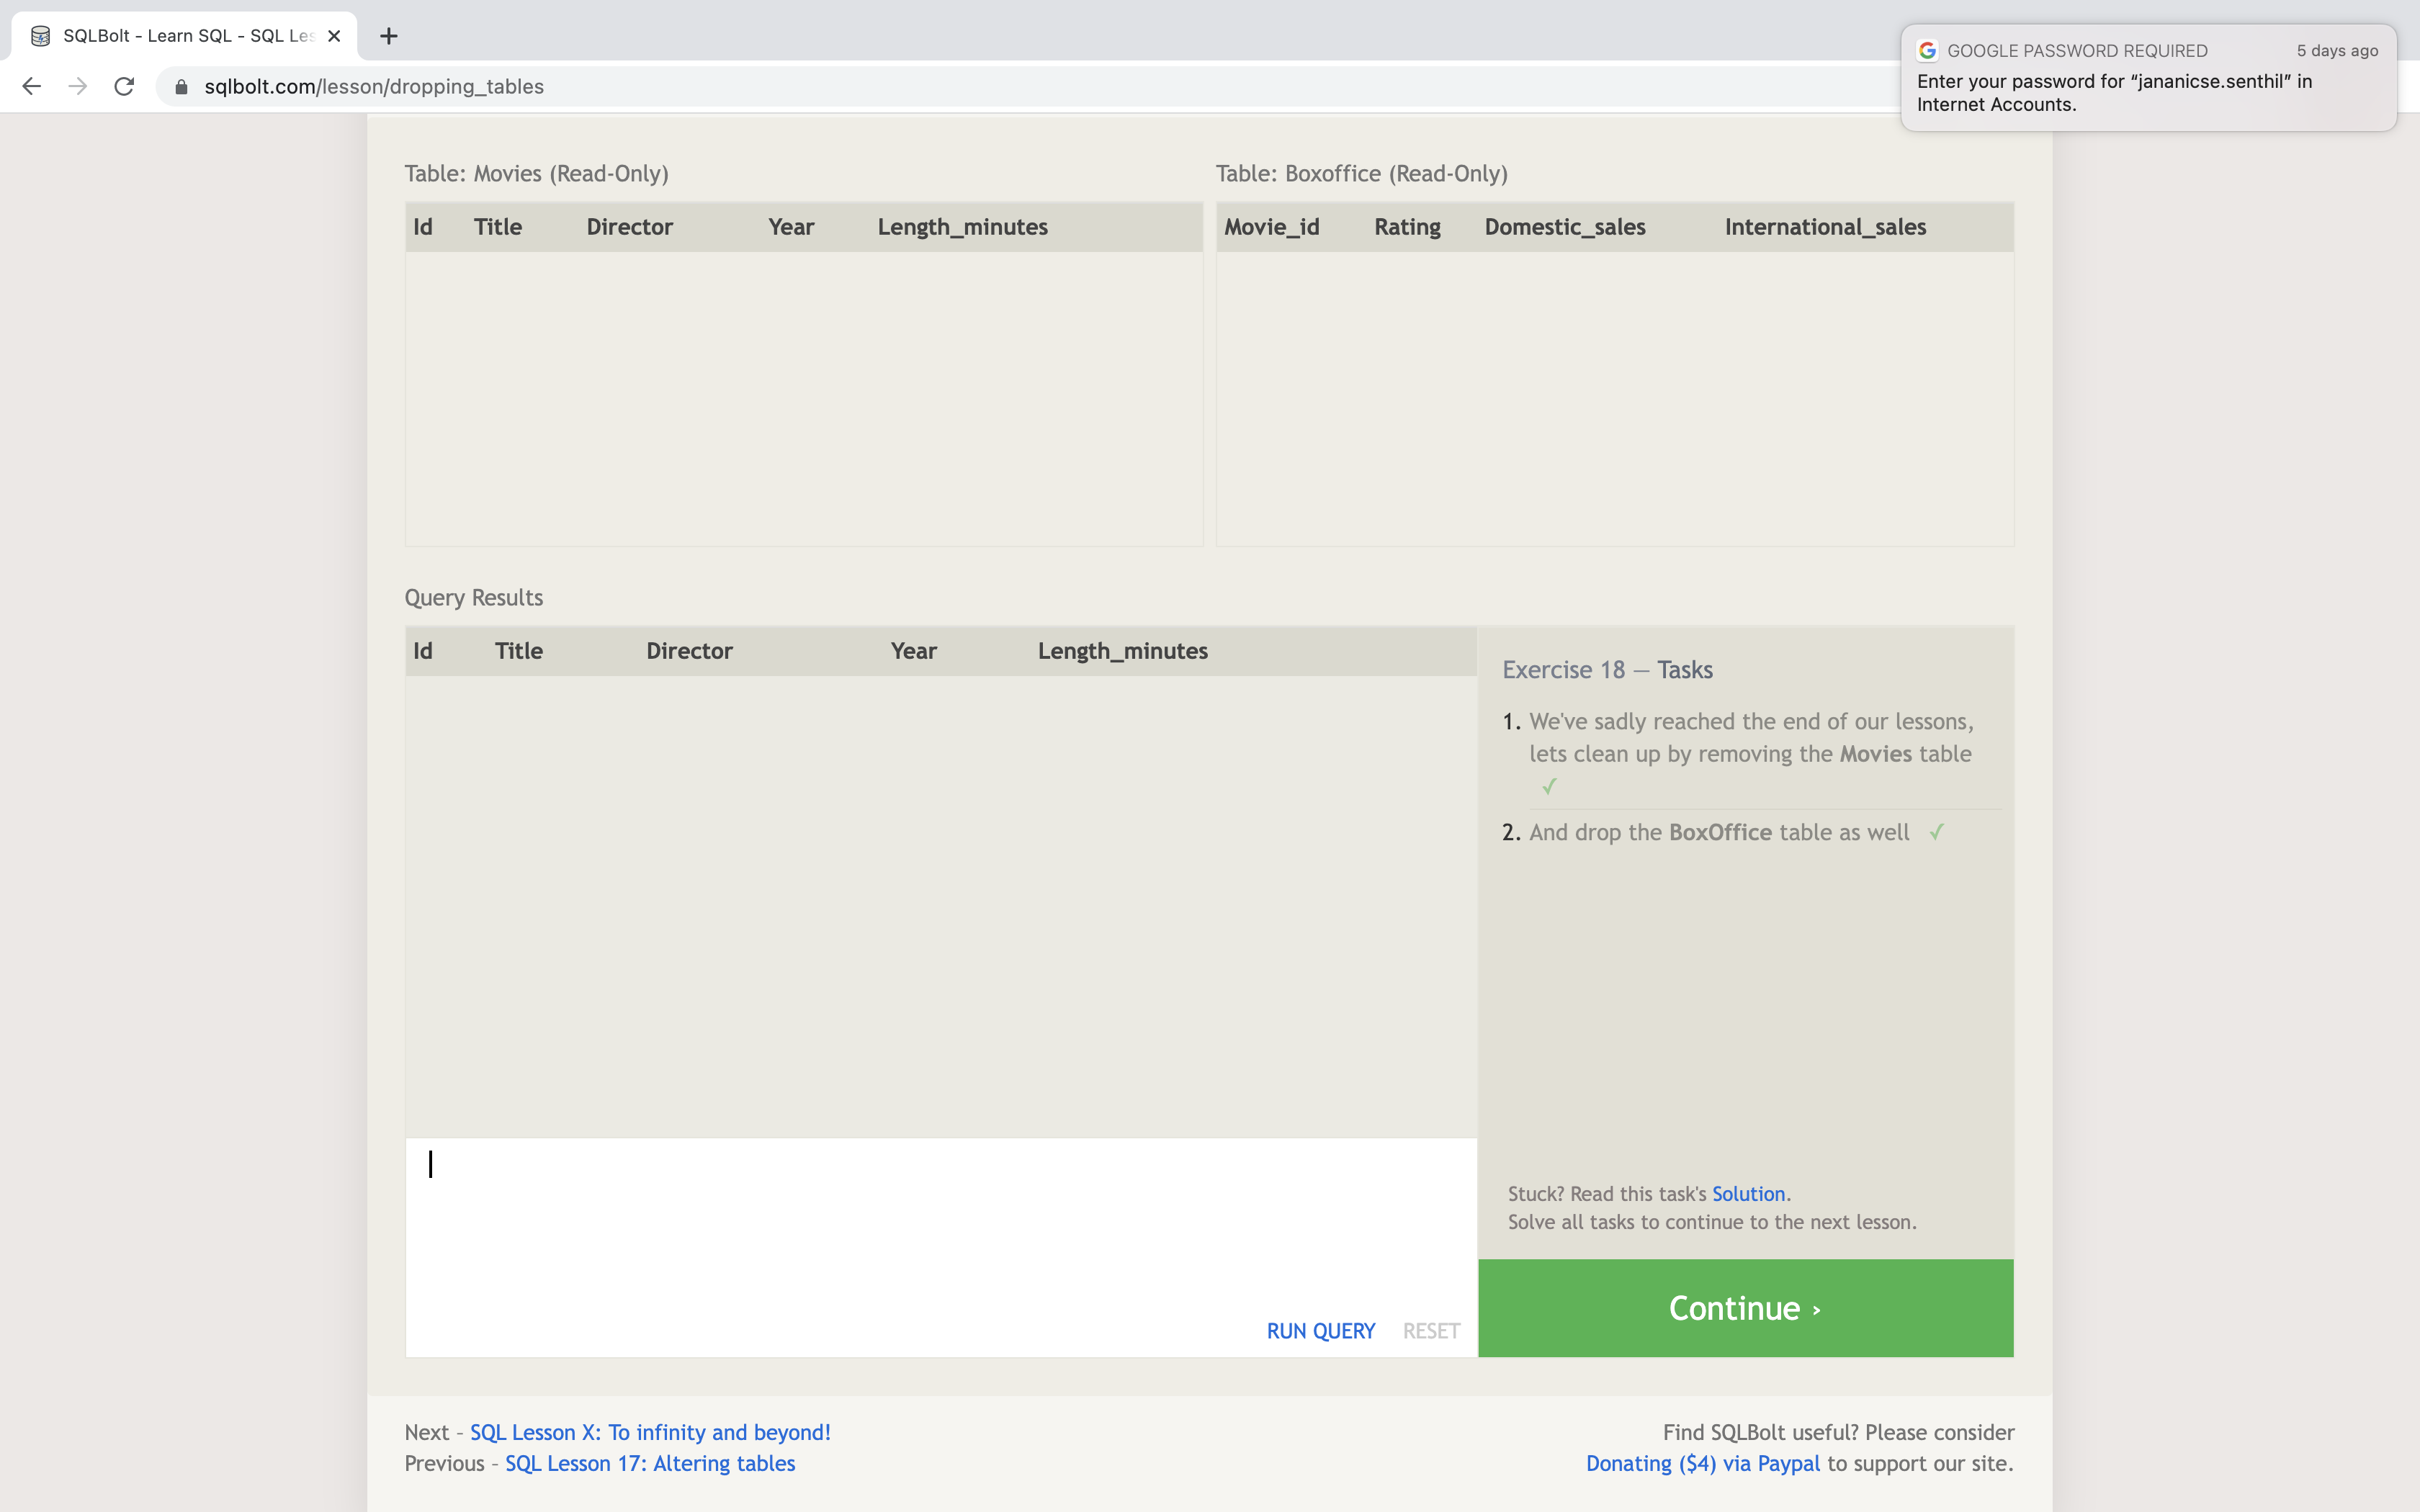 SQLBolt - Learn SQL - SQL Les
GOOGLE PASSWORD REQUIRED 5 days ago
Enter your password for “jananicse.senthil” in
Internet Accounts.
sqlbolt.com/lesson/dropping_tables
Table: Movies (Read-Only)
Id Title Director Year Length_minutes
Table: Boxoffice (Read-Only)
Movie_id Rating Domestic_sales International_sales
Query Results
Id Title Director Year Length_minutes
Exercise 18 — Tasks
1. We've sadly reached the end of our lessons,
lets clean up by removing the Movies table
✓
2. And drop the BoxOffice table as well ✓
Stuck? Read this task's Solution.
Solve all tasks to continue to the next lesson.
RUN QUERY RESET
Continue ›
Next – SQL Lesson X: To infinity and beyond!
Previous – SQL Lesson 17: Altering tables
Find SQLBolt useful? Please consider
Donating ($4) via Paypal to support our site.